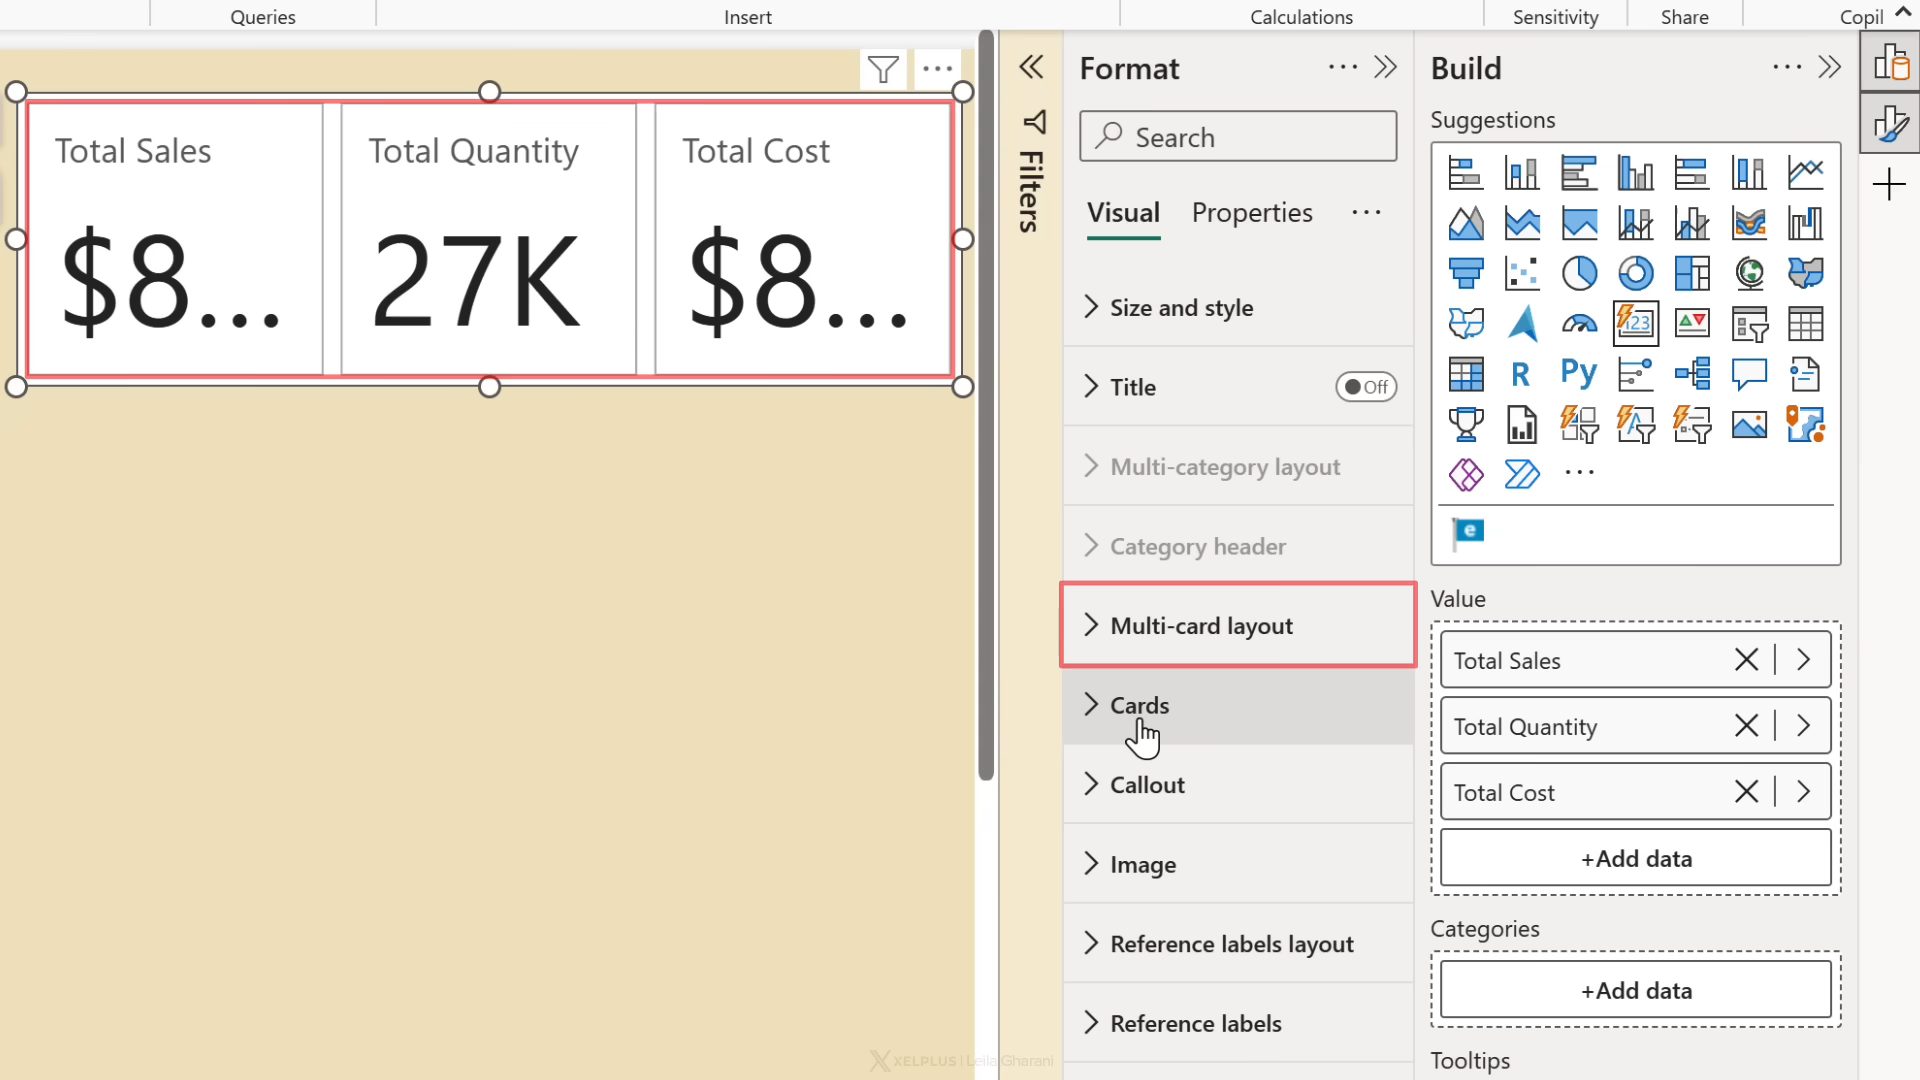 Queries
Insert
Calculations
Sensitivity
Share
Copil
Total Sales
Total Quantity
Total Cost
$8...
27K
$8...
Filters
Format
Search
Visual
Properties
Size and style
Title
Off
Multi-category layout
Category header
Multi-card layout
Cards
Callout
Image
Reference labels layout
Reference labels
Build
Suggestions
123
R
Py
e
Value
Total Sales
Total Quantity
Total Cost
+Add data
Categories
+Add data
Tooltips
XELPLUS | Leila Gharani